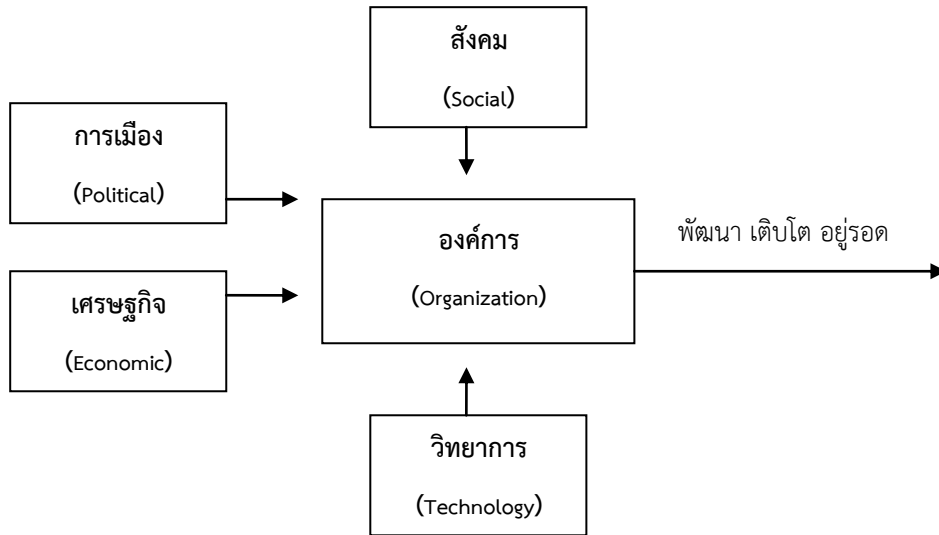 สังคม
(Social)
การเมือง
(Political)
องค์การ
(Organization)
พัฒนา เติบโต อยู่รอด
เศรษฐกิจ
(Economic)
วิทยาการ
(Technology)